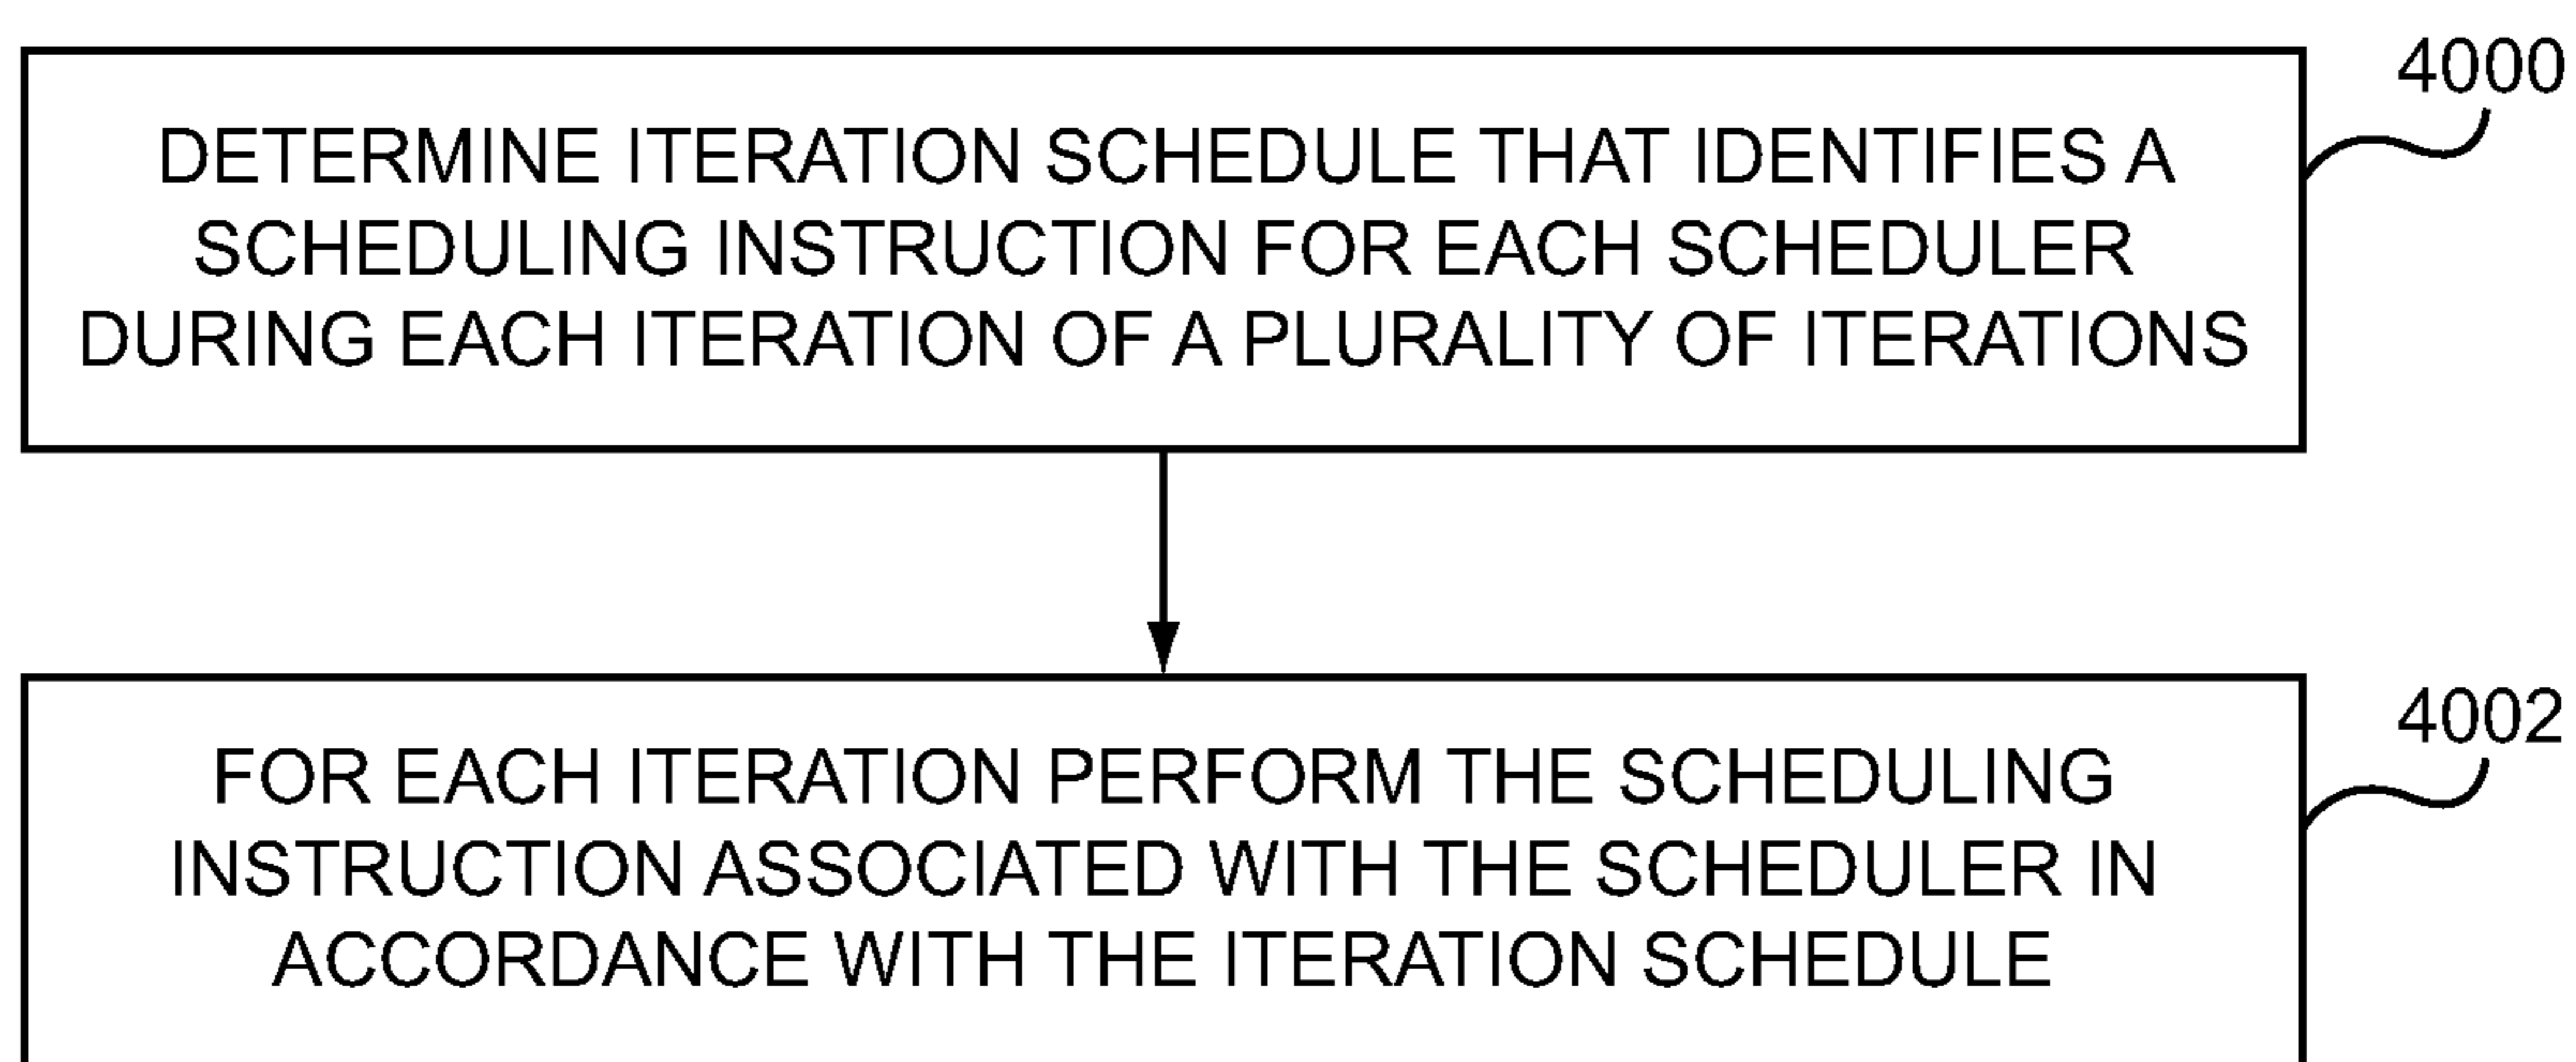 4000
DETERMINE ITERATION SCHEDULE THAT IDENTIFIES A
SCHEDULING INSTRUCTION FOR EACH SCHEDULER
DURING EACH ITERATION OF A PLURALITY OF ITERATIONS
4002
FOR EACH ITERATION PERFORM THE SCHEDULING
INSTRUCTION ASSOCIATED WITH THE SCHEDULER IN
ACCORDANCE WITH THE ITERATION SCHEDULE